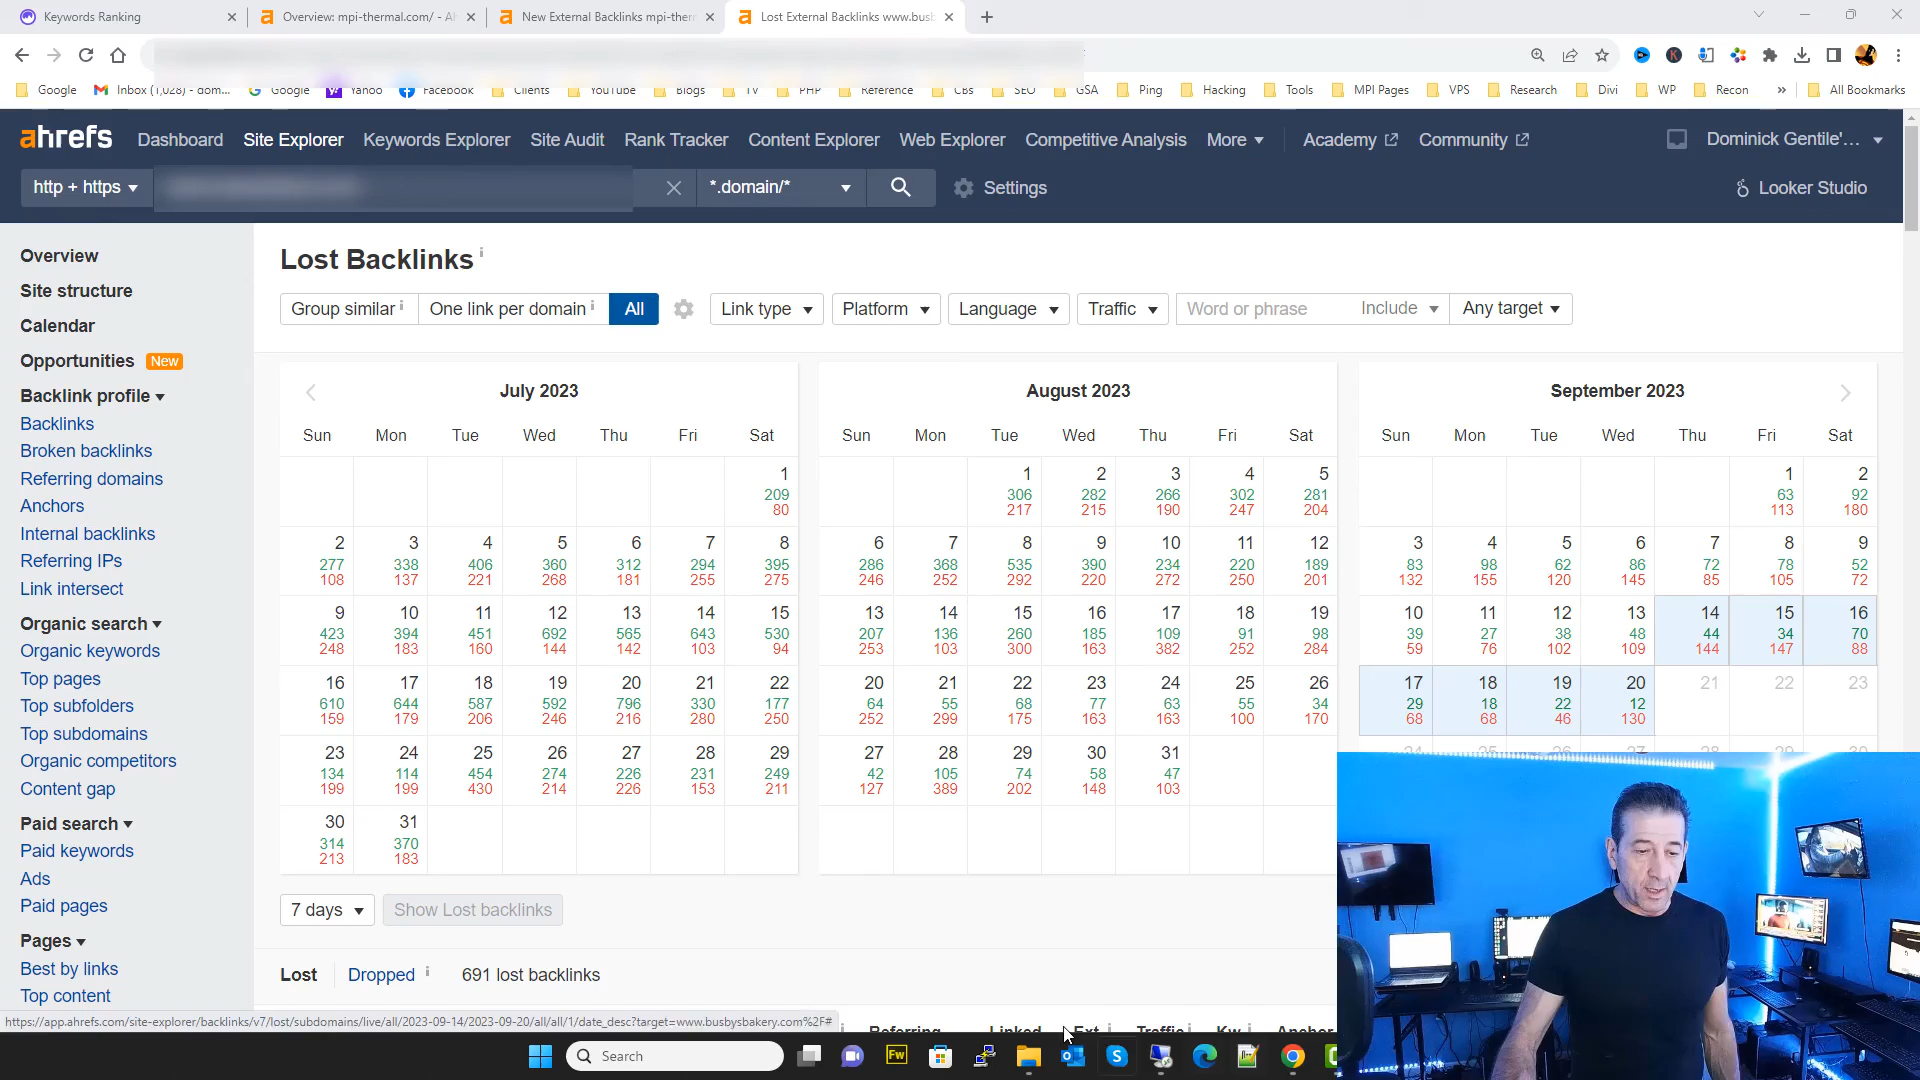 Keywords Ranking
Overview: mpi-thermal.com/ - Ah
New External Backlinks mpi-ther
Lost External Backlinks www.busb
Google
Inbox (1,028) - dom...
Google
Yahoo
Facebook
Clients
YouTube
Blogs
TV
PHP
Reference
Cbs
SEO
GSA
Ping
Hacking
Tools
MPI Pages
VPS
Research
Divi
WP
Recon
»
All Bookmarks
ahrefs
Dashboard
Site Explorer
Keywords Explorer
Site Audit
Rank Tracker
Content Explorer
Web Explorer
Competitive Analysis
More
Academy
Community
Dominick Gentile'...
http + https
*.domain/*
Settings
Looker Studio
Overview
Site structure
Calendar
Opportunities New
Backlink profile
Backlinks
Broken backlinks
Referring domains
Anchors
Internal backlinks
Referring IPs
Link intersect
Organic search
Organic keywords
Top pages
Top subfolders
Top subdomains
Organic competitors
Content gap
Paid search
Paid keywords
Ads
Paid pages
Pages
Best by links
Top content
Lost Backlinks i
Group similar i
One link per domain i
All
Link type
Platform
Language
Traffic
Word or phrase
Include
Any target
July 2023
Sun Mon Tue Wed Thu Fri Sat
1
209
80
2 3 4 5 6 7 8
277 338 406 360 312 294 395
108 137 221 268 181 255 275
9 10 11 12 13 14 15
423 394 451 692 565 643 530
248 183 160 144 142 103 94
16 17 18 19 20 21 22
610 644 587 592 796 330 177
159 179 206 246 216 280 250
23 24 25 26 27 28 29
134 114 454 274 226 231 249
199 199 430 214 226 153 211
30 31
314 370
213 183
August 2023
Sun Mon Tue Wed Thu Fri Sat
1 2 3 4 5
306 282 266 302 281
217 215 190 247 204
6 7 8 9 10 11 12
286 368 535 390 234 220 189
246 252 292 220 272 250 201
13 14 15 16 17 18 19
207 136 260 185 109 91 98
253 103 300 163 382 252 284
20 21 22 23 24 25 26
64 55 68 77 63 55 34
252 299 175 163 163 100 170
27 28 29 30 31
42 105 74 58 47
127 389 202 148 103
September 2023
Sun Mon Tue Wed Thu Fri Sat
1 2
63 92
113 180
3 4 5 6 7 8 9
83 98 62 86 72 78 52
132 155 120 145 85 105 72
10 11 12 13 14 15 16
39 27 38 48 44 34 70
59 76 102 109 144 147 88
17 18 19 20 21 22 23
29 18 22 12
68 68 46 130
24 25 26 27 28 29 30
7 days
Show Lost backlinks
Lost
Dropped i
691 lost backlinks
https://app.ahrefs.com/site-explorer/backlinks/v7/lost/subdomains/live/all/2023-09-14/2023-09-20/all/all/1/date_desc?target=www.busbysbakery.com%2F#
Referring
Linked
Ext.
Traffic
Kw
Anchor
Search
Fw